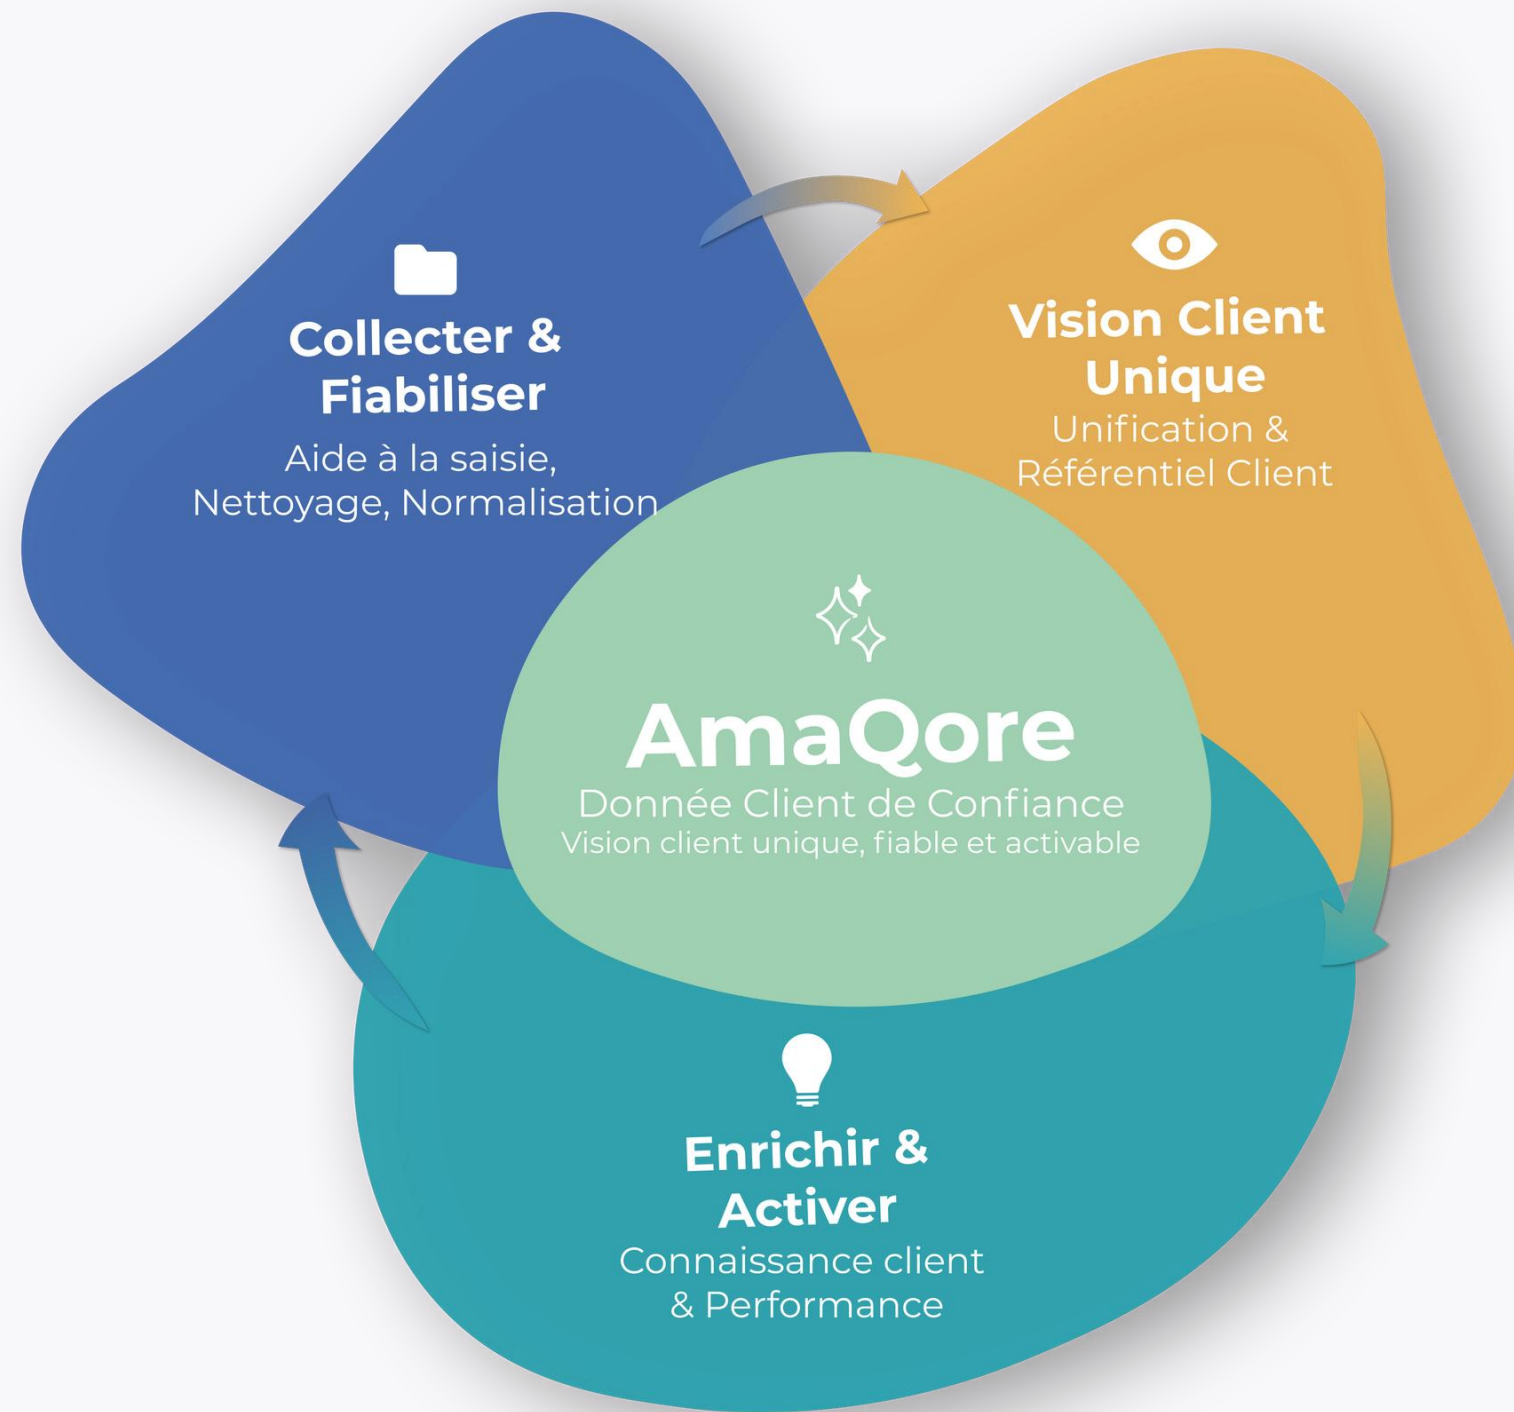 Collecter &
Fiabiliser
Aide à la saisie,
Nettoyage, Normalisation
Vision Client
Unique
Unification &
Référentiel Client
AmaQore
Donnée Client de Confiance
Vision client unique, fiable et activable
Enrichir &
Activer
Connaissance client
& Performance